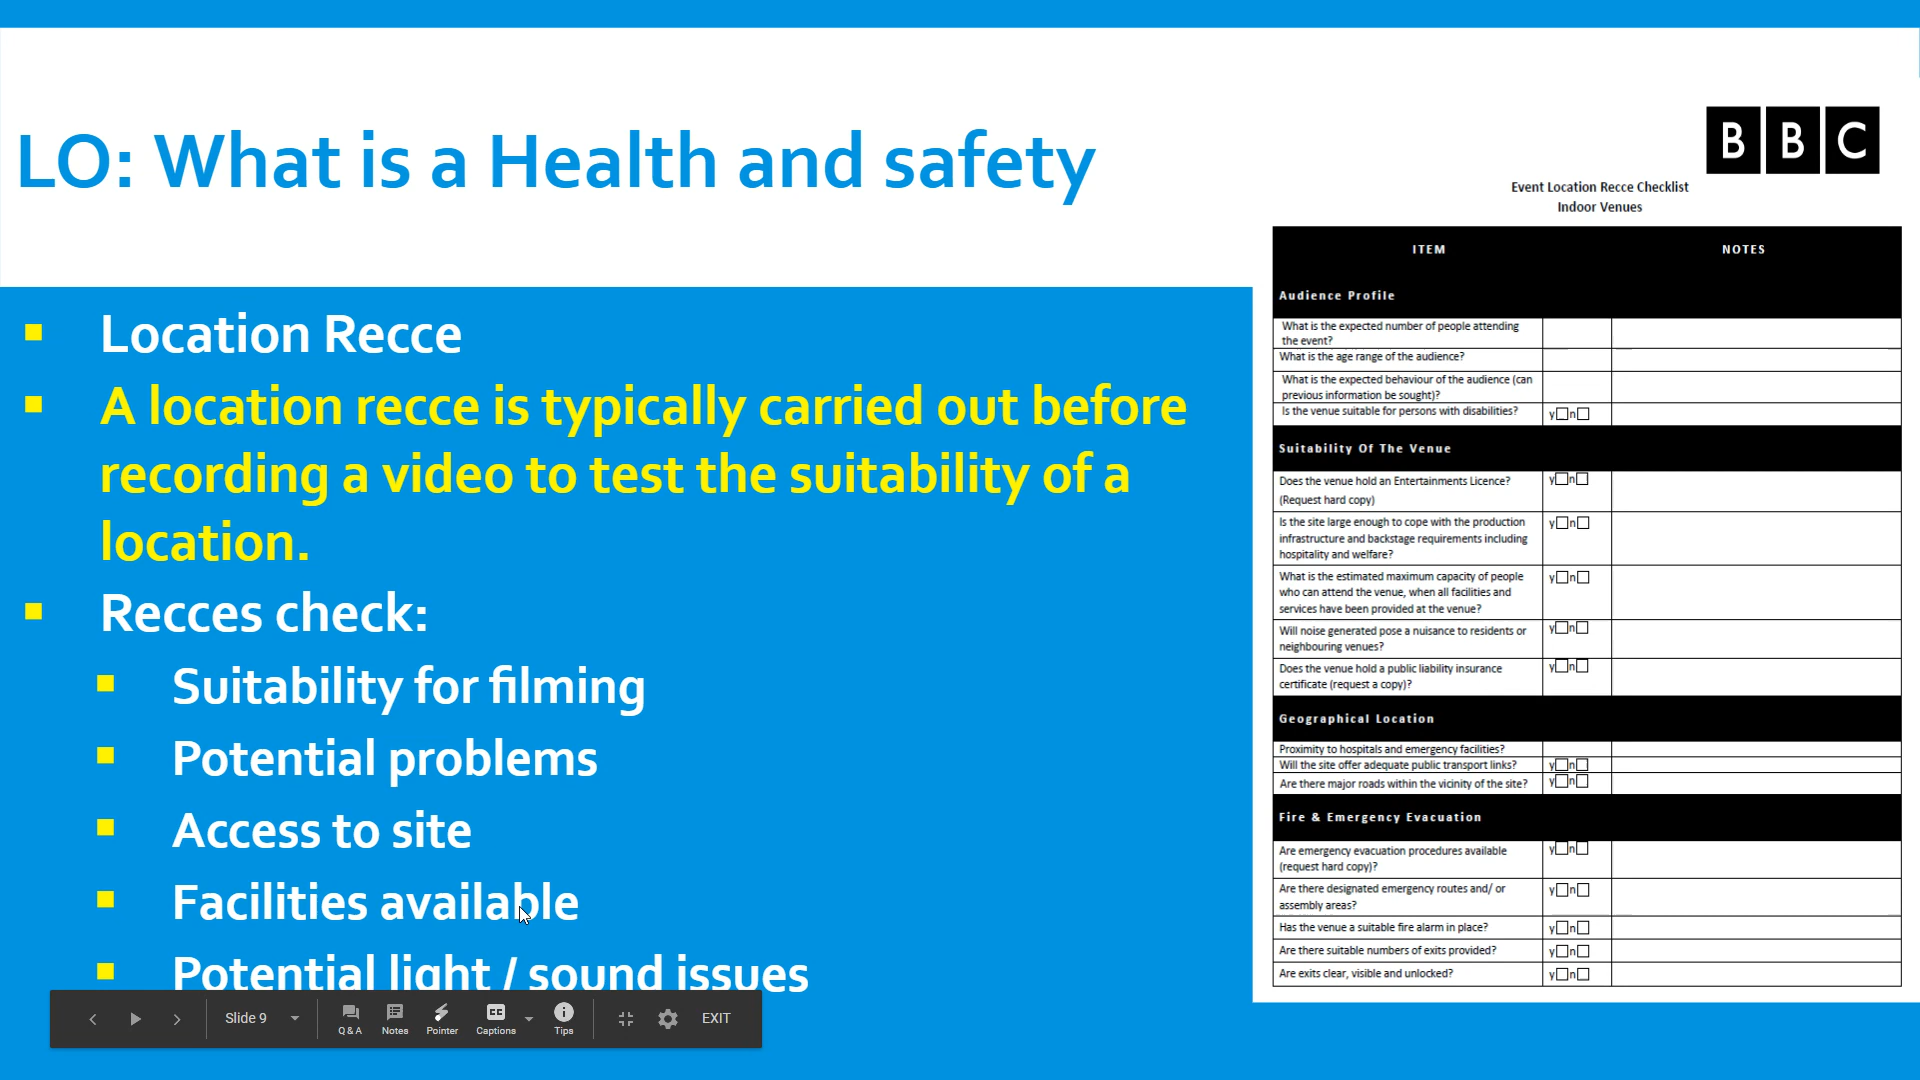 LO: What is a Health and safety
Location Recce
A location recce is typically carried out before
recording a video to test the suitability of a
location.
Recces check:
Suitability for filming
Potential problems
Access to site
Facilities available
Potential light / sound issues
BBC
Event Location Recce Checklist
Indoor Venues
ITEM NOTES
Audience Profile
What is the expected number of people attending
the event?
What is the age range of the audience?
What is the expected behaviour of the audience (can
previous information be sought)?
Is the venue suitable for persons with disabilities? y n
Suitability Of The Venue
Does the venue hold an Entertainments Licence? y n
(Request hard copy)
Is the site large enough to cope with the production y n
infrastructure and backstage requirements including
hospitality and welfare?
What is the estimated maximum capacity of people y n
who can attend the venue, when all facilities and
services have been provided at the venue?
Will noise generated pose a nuisance to residents or y n
neighbouring venues?
Does the venue hold a public liability insurance y n
certificate (request a copy)?
Geographical Location
Proximity to hospitals and emergency facilities?
Will the site offer adequate public transport links? y n
Are there major roads within the vicinity of the site? y n
Fire & Emergency Evacuation
Are emergency evacuation procedures available y n
(request hard copy)?
Are there designated emergency routes and/ or y n
assembly areas?
Has the venue a suitable fire alarm in place? y n
Are there suitable numbers of exits provided? y n
Are exits clear, visible and unlocked? y n
Slide 9 Q & A Notes Pointer CC Captions Tips EXIT